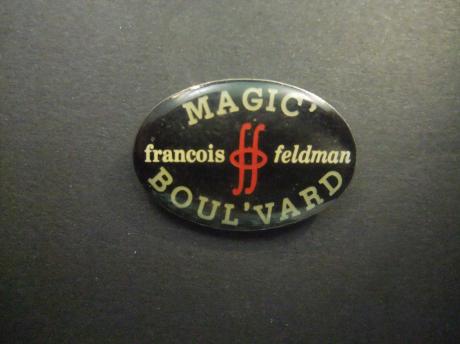 MAGIC'
francois ff feldman
BOUL'VARD